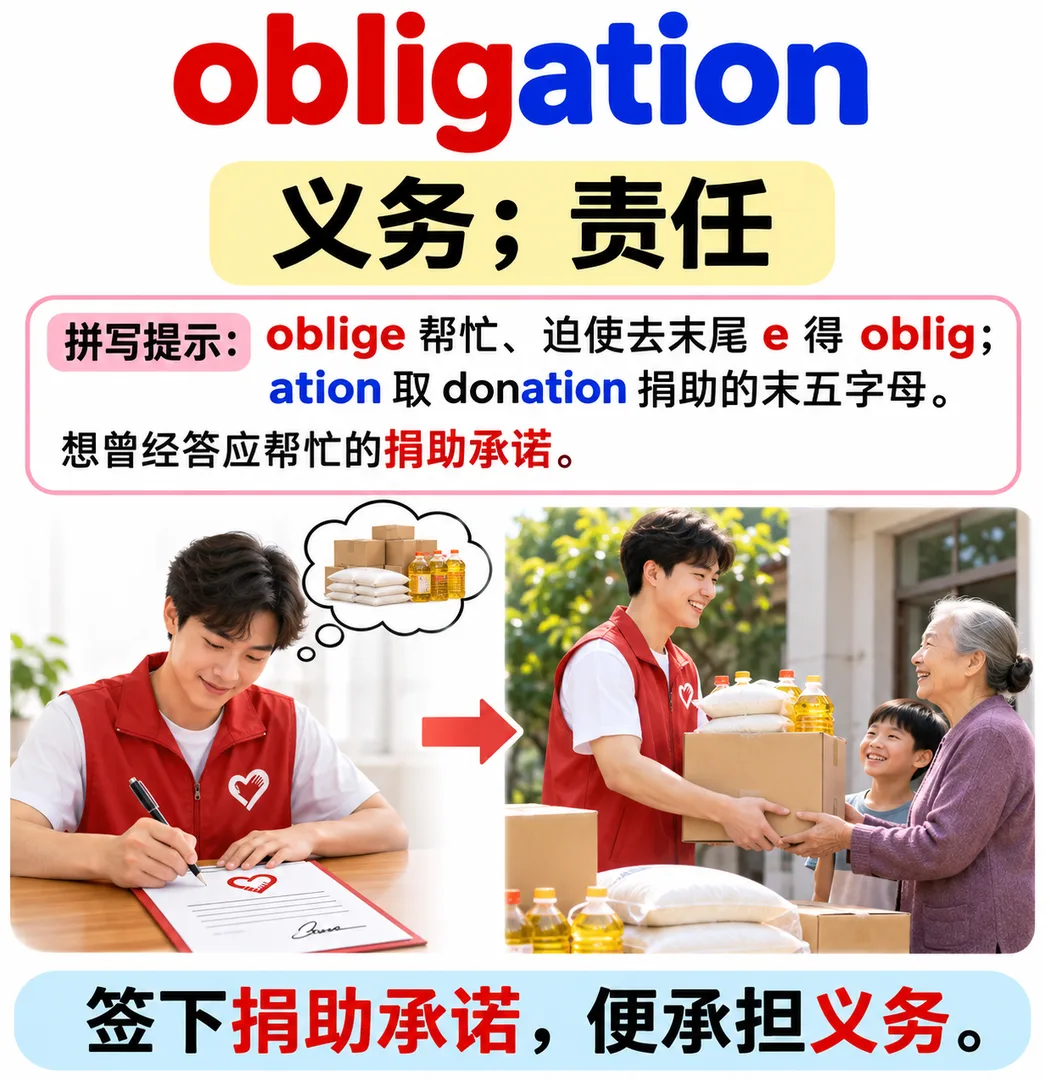 obligation
义务；责任
拼写提示： oblige 帮忙、迫使去末尾 e 得 oblig；
ation 取 donation 捐助的末五字母。
想曾经答应帮忙的捐助承诺。
签下捐助承诺，便承担义务。